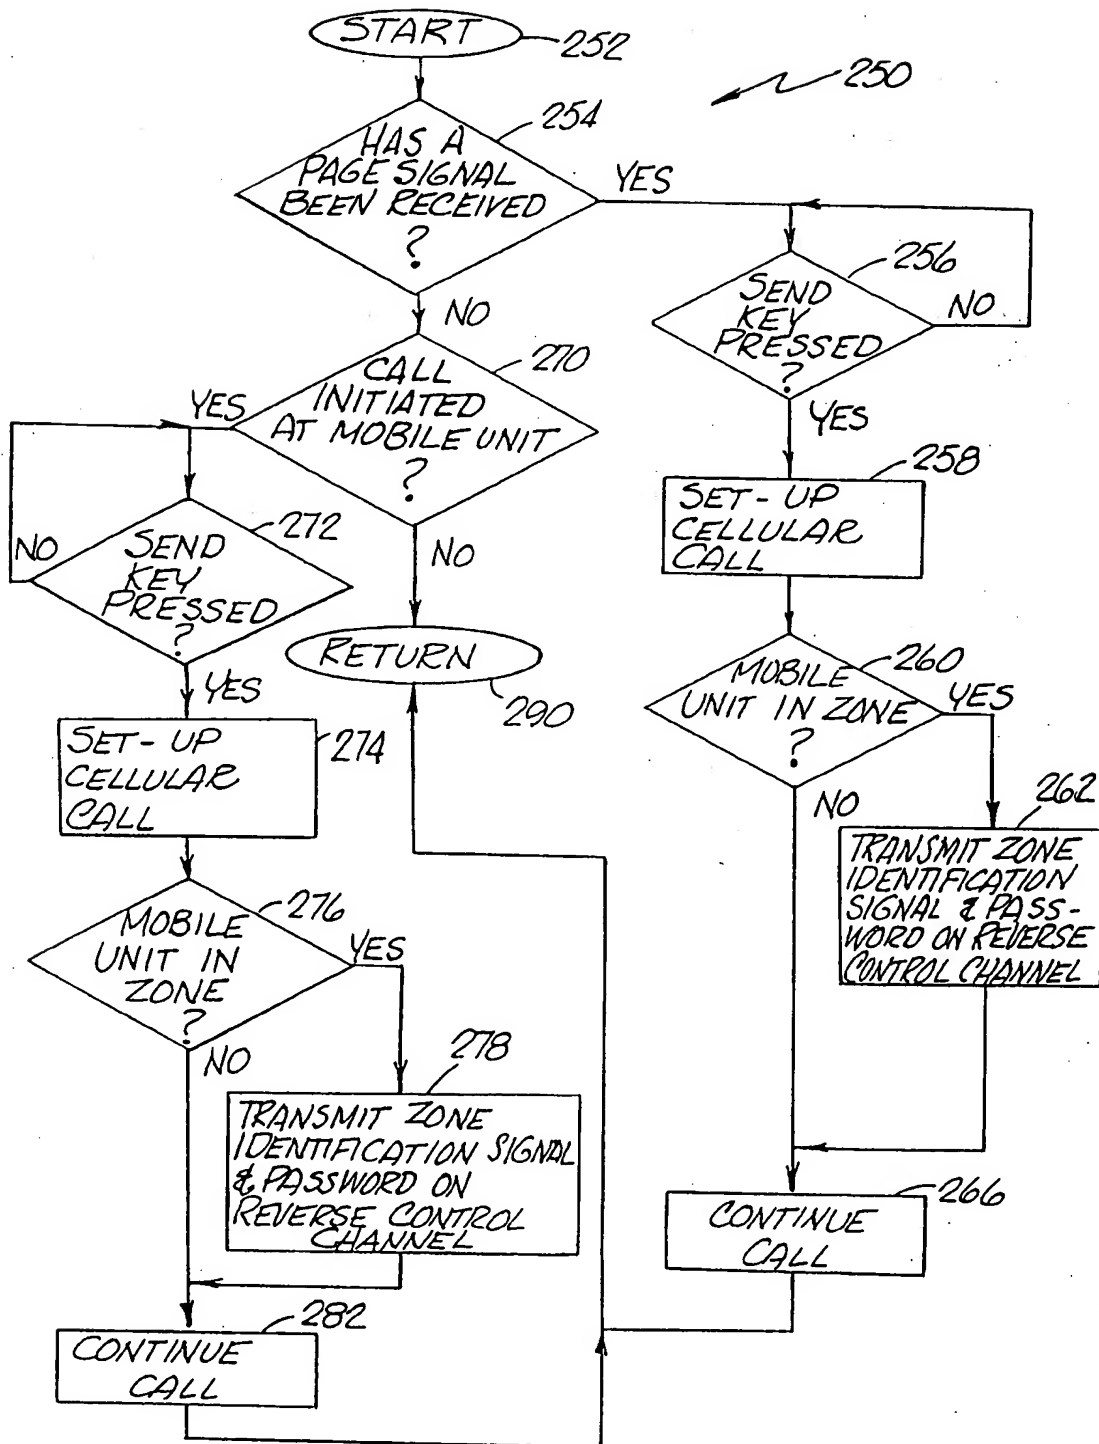 START
252
250
254
HAS A
PAGE SIGNAL
BEEN RECEIVED
?
YES
NO
256
SEND
KEY
PRESSED
?
NO
YES
270
CALL
INITIATED
AT MOBILE UNIT
?
YES
NO
258
SET-UP
CELLULAR
CALL
272
SEND
KEY
PRESSED
?
NO
YES
RETURN
290
260
MOBILE
UNIT IN ZONE
?
YES
NO
274
SET-UP
CELLULAR
CALL
262
TRANSMIT ZONE
IDENTIFICATION
SIGNAL & PASS-
WORD ON REVERSE
CONTROL CHANNEL
276
MOBILE
UNIT IN
ZONE
?
YES
NO
278
TRANSMIT ZONE
IDENTIFICATION SIGNAL
& PASSWORD ON
REVERSE CONTROL
CHANNEL
266
CONTINUE
CALL
282
CONTINUE
CALL